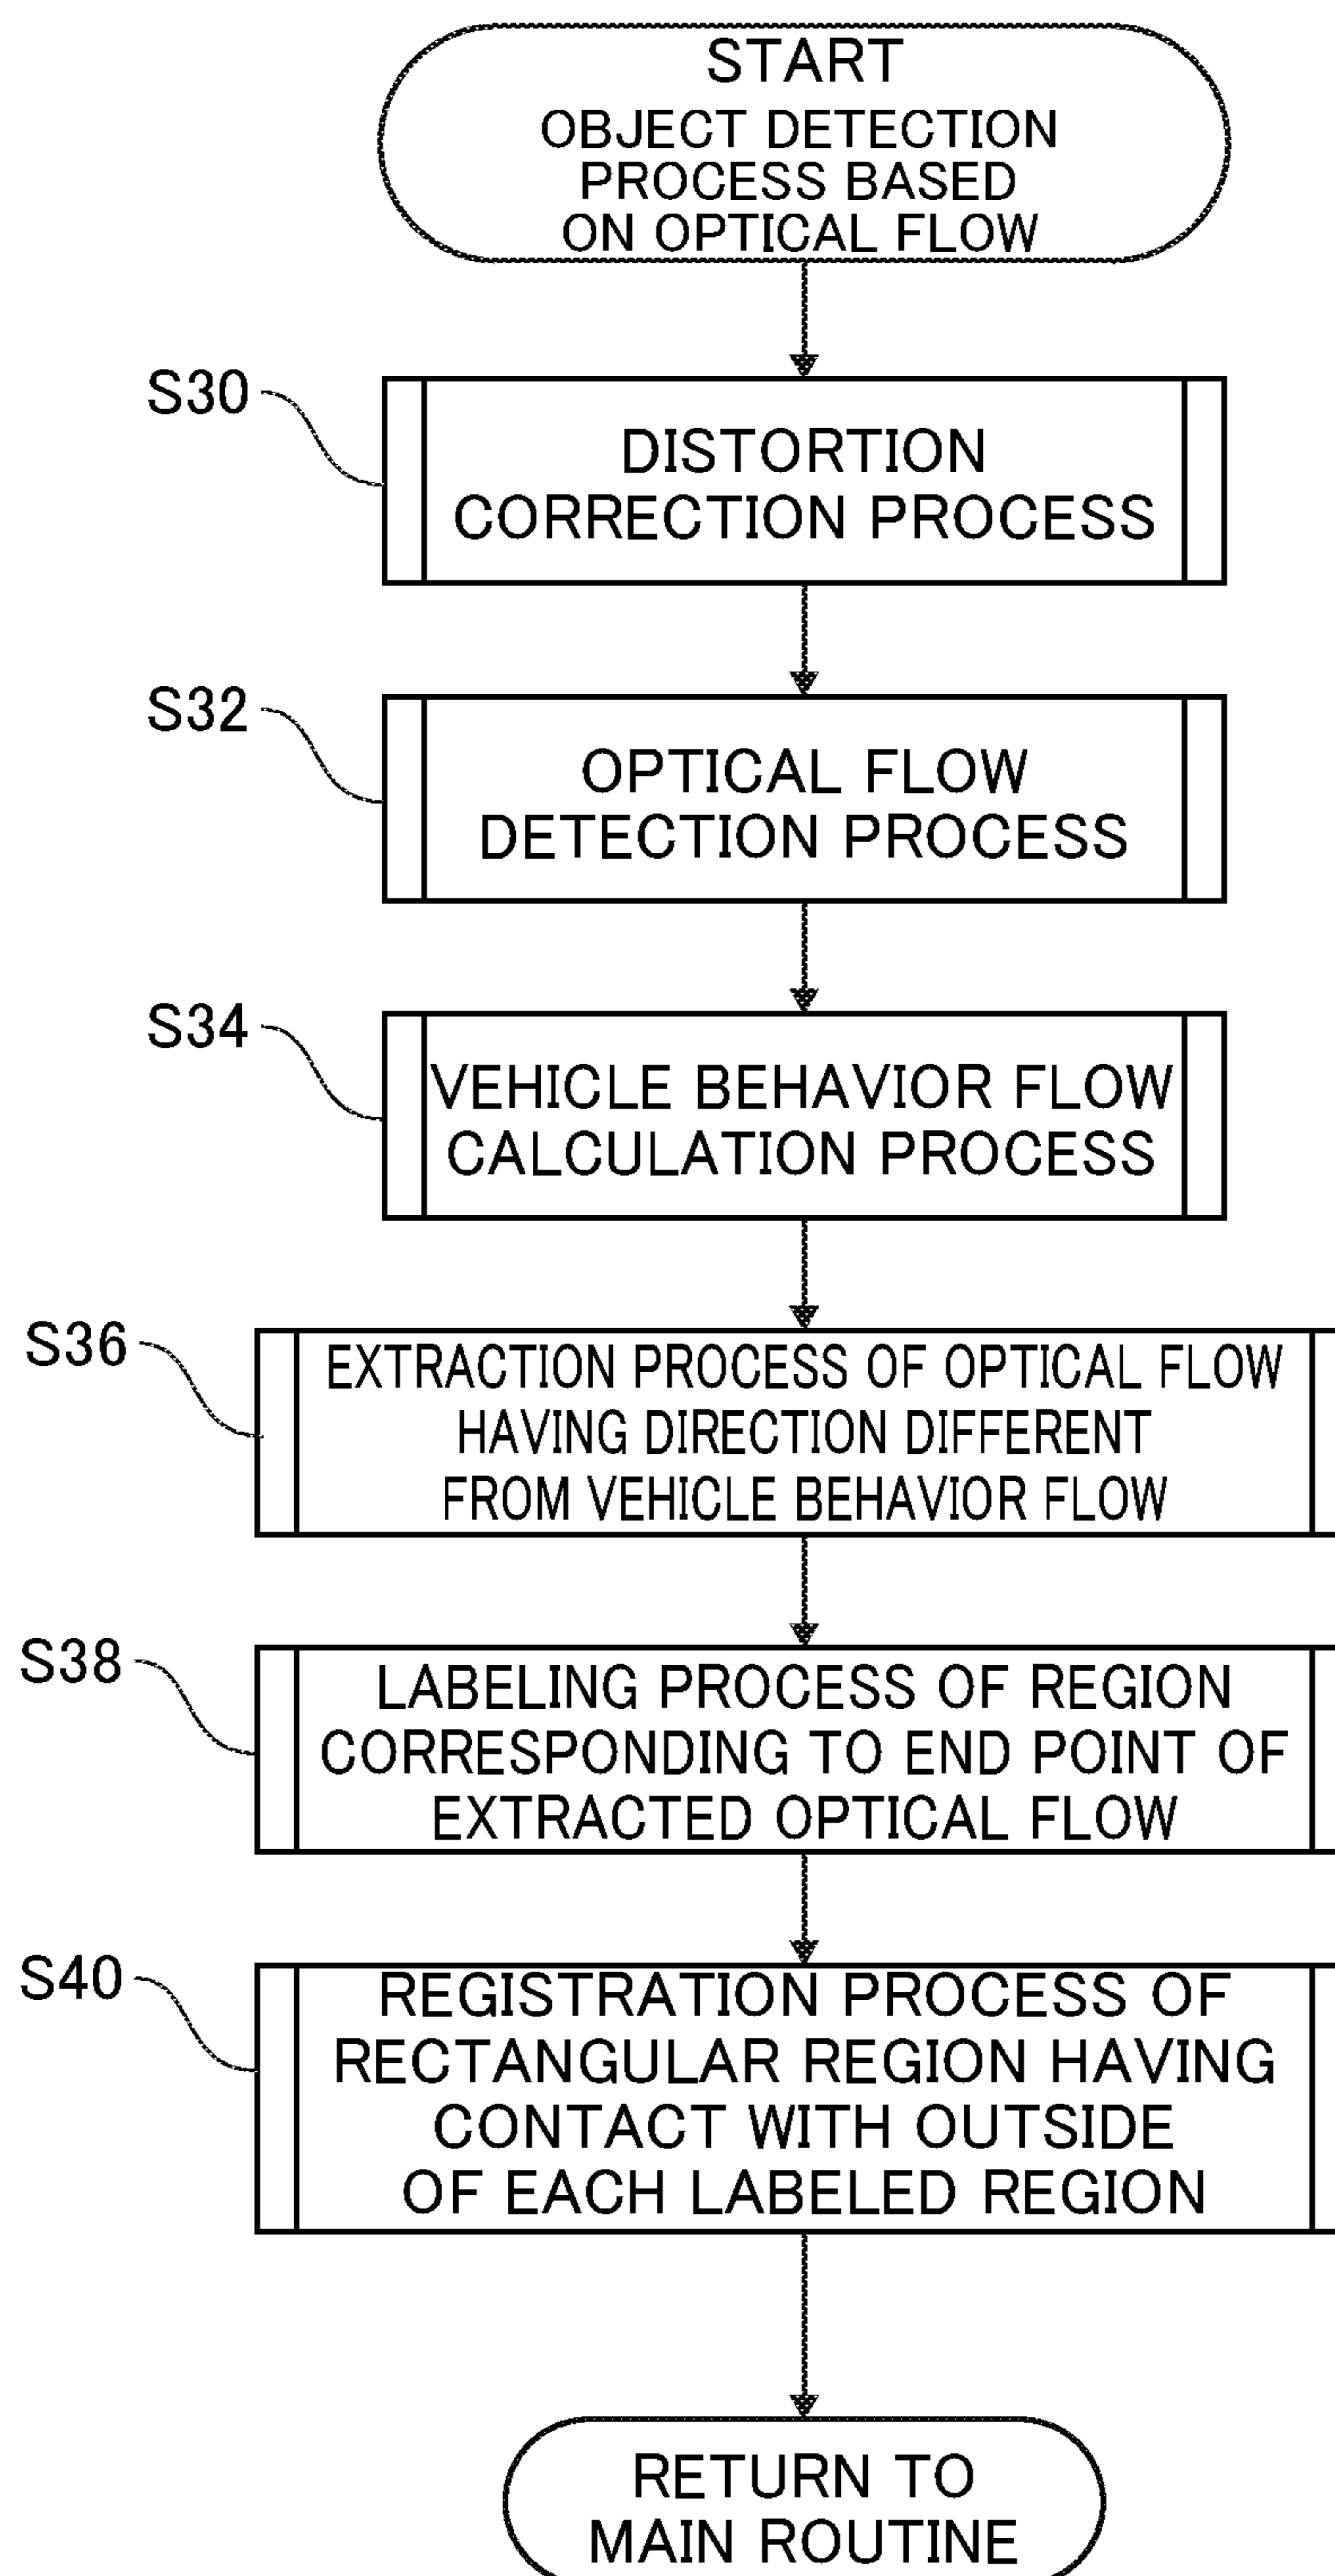 START
OBJECT DETECTION
PROCESS BASED
ON OPTICAL FLOW
S30
DISTORTION
CORRECTION PROCESS
S32
OPTICAL FLOW
DETECTION PROCESS
S34
VEHICLE BEHAVIOR FLOW
CALCULATION PROCESS
S36
EXTRACTION PROCESS OF OPTICAL FLOW
HAVING DIRECTION DIFFERENT
FROM VEHICLE BEHAVIOR FLOW
S38
LABELING PROCESS OF REGION
CORRESPONDING TO END POINT OF
EXTRACTED OPTICAL FLOW
S40
REGISTRATION PROCESS OF
RECTANGULAR REGION HAVING
CONTACT WITH OUTSIDE
OF EACH LABELED REGION
RETURN TO
MAIN ROUTINE